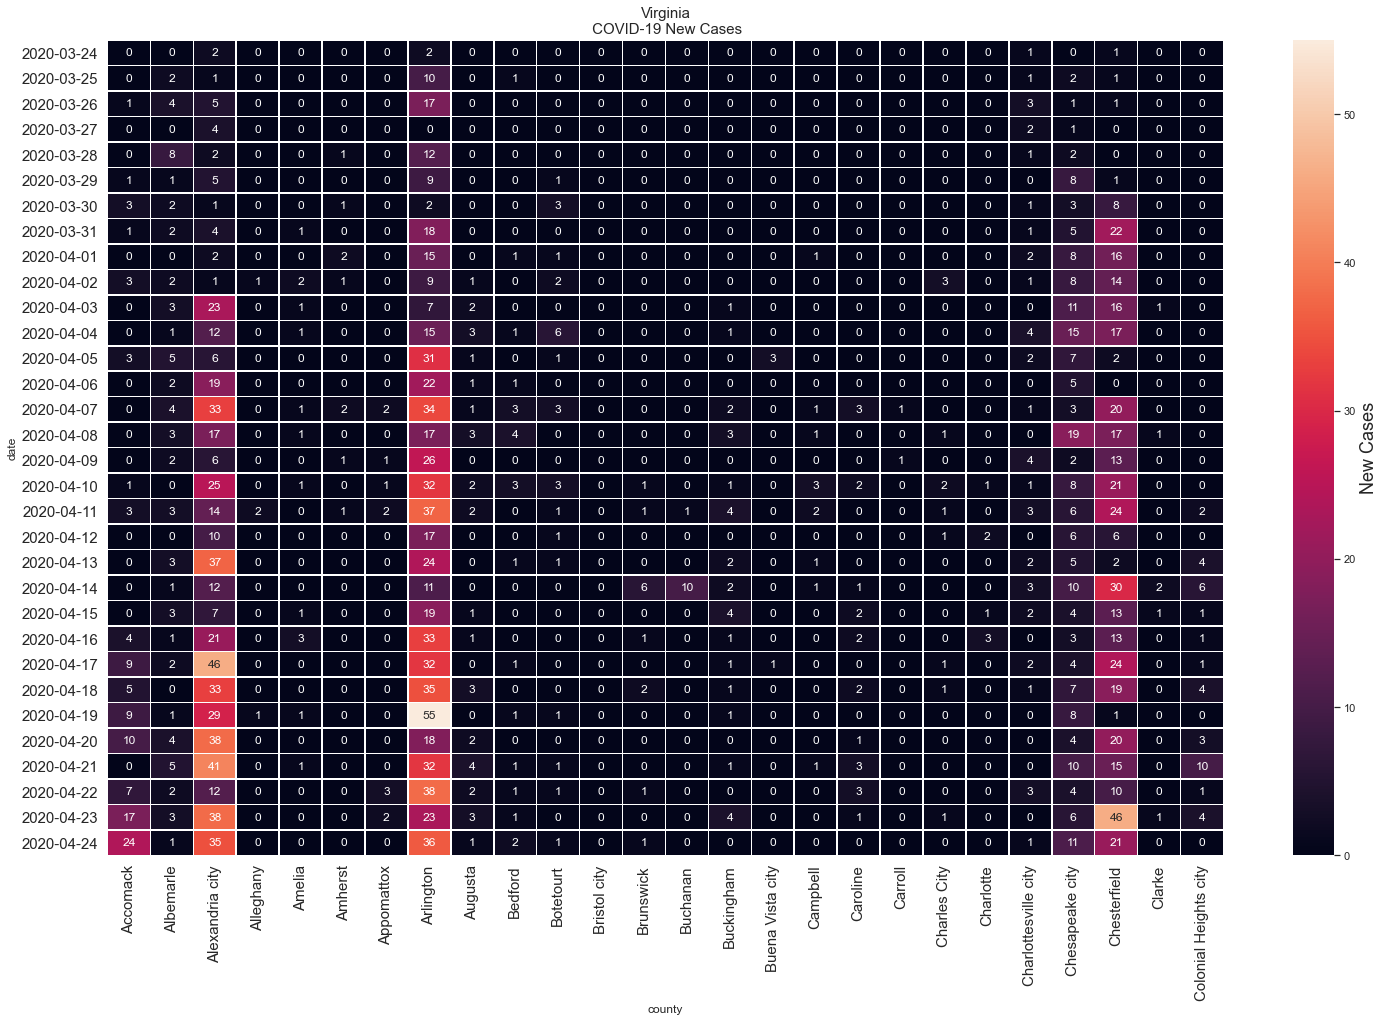 Virginia
COVID-19 New Cases
2020-03-24 0 0 2 0 0 0 0 2 0 0 0 0 0 0 0 0 0 0 0 0 0 1 0 1 0 0
2020-03-25 0 2 1 0 0 0 0 10 0 1 0 0 0 0 0 0 0 0 0 0 0 1 2 1 0 0
2020-03-26 1 4 5 0 0 0 0 17 0 0 0 0 0 0 0 0 0 0 0 0 0 3 1 1 0 0
2020-03-27 0 0 4 0 0 0 0 0 0 0 0 0 0 0 0 0 0 0 0 0 0 2 1 0 0 0
2020-03-28 0 8 2 0 0 1 0 12 0 0 0 0 0 0 0 0 0 0 0 0 0 1 2 0 0 0
2020-03-29 1 1 5 0 0 0 0 9 0 0 1 0 0 0 0 0 0 0 0 0 0 0 8 1 0 0
2020-03-30 3 2 1 0 0 1 0 2 0 0 3 0 0 0 0 0 0 0 0 0 0 1 3 8 0 0
2020-03-31 1 2 4 0 1 0 0 18 0 0 0 0 0 0 0 0 0 0 0 0 0 1 5 22 0 0
2020-04-01 0 0 2 0 0 2 0 15 0 1 1 0 0 0 0 0 1 0 0 0 0 2 8 16 0 0
2020-04-02 3 2 1 1 2 1 0 9 1 0 2 0 0 0 0 0 0 0 0 3 0 1 8 14 0 0
2020-04-03 0 3 23 0 1 0 0 7 2 0 0 0 0 0 1 0 0 0 0 0 0 0 11 16 1 0
2020-04-04 0 1 12 0 1 0 0 15 3 1 6 0 0 0 1 0 0 0 0 0 0 4 15 17 0 0
2020-04-05 3 5 6 0 0 0 0 31 1 0 1 0 0 0 0 3 0 0 0 0 0 2 7 2 0 0
2020-04-06 0 2 19 0 0 0 0 22 1 1 0 0 0 0 0 0 0 0 0 0 0 0 5 0 0 0
2020-04-07 0 4 33 0 1 2 2 34 1 3 3 0 0 0 2 0 1 3 1 0 0 1 3 20 0 0
2020-04-08 0 3 17 0 1 0 0 17 3 4 0 0 0 0 3 0 1 0 0 1 0 0 19 17 1 0
2020-04-09 0 2 6 0 0 1 1 26 0 0 0 0 0 0 0 0 0 0 1 0 0 4 2 13 0 0
2020-04-10 1 0 25 0 1 0 1 32 2 3 3 0 1 0 1 0 3 2 0 2 1 1 8 21 0 0
2020-04-11 3 3 14 2 0 1 2 37 2 0 1 0 1 1 4 0 2 0 0 1 0 3 6 24 0 2
2020-04-12 0 0 10 0 0 0 0 17 0 0 1 0 0 0 0 0 0 0 0 1 2 0 6 6 0 0
2020-04-13 0 3 37 0 0 0 0 24 0 1 1 0 0 0 2 0 1 0 0 0 0 2 5 2 0 4
2020-04-14 0 1 12 0 0 0 0 11 0 0 0 0 6 10 2 0 1 1 0 0 0 3 10 30 2 6
2020-04-15 0 3 7 0 1 0 0 19 1 0 0 0 0 0 4 0 0 2 0 0 1 2 4 13 1 1
2020-04-16 4 1 21 0 3 0 0 33 1 0 0 0 1 0 1 0 0 2 0 0 3 0 3 13 0 1
2020-04-17 9 2 46 0 0 0 0 32 0 1 0 0 0 0 1 1 0 0 0 1 0 2 4 24 0 1
2020-04-18 5 0 33 0 0 0 0 35 3 0 0 0 2 0 1 0 0 2 0 1 0 1 7 19 0 4
2020-04-19 9 1 29 1 1 0 0 55 0 1 1 0 0 0 1 0 0 0 0 0 0 0 8 1 0 0
2020-04-20 10 4 38 0 0 0 0 18 2 0 0 0 0 0 0 0 0 1 0 0 0 0 4 20 0 3
2020-04-21 0 5 41 0 1 0 0 32 4 1 1 0 0 0 1 0 1 3 0 0 0 0 10 15 0 10
2020-04-22 7 2 12 0 0 0 3 38 2 1 1 0 1 0 0 0 0 3 0 0 0 3 4 10 0 1
2020-04-23 17 3 38 0 0 0 2 23 3 1 0 0 0 0 4 0 0 1 0 1 0 0 6 46 1 4
2020-04-24 24 1 35 0 0 0 0 36 1 2 1 0 1 0 0 0 0 0 0 0 0 1 11 21 0 0
date
Accomack
Albemarle
Alexandria city
Alleghany
Amelia
Amherst
Appomattox
Arlington
Augusta
Bedford
Botetourt
Bristol city
Brunswick
Buchanan
Buckingham
Buena Vista city
Campbell
Caroline
Carroll
Charles City
Charlotte
Charlottesville city
Chesapeake city
Chesterfield
Clarke
Colonial Heights city
county
50
40
30
20
10
0
New Cases